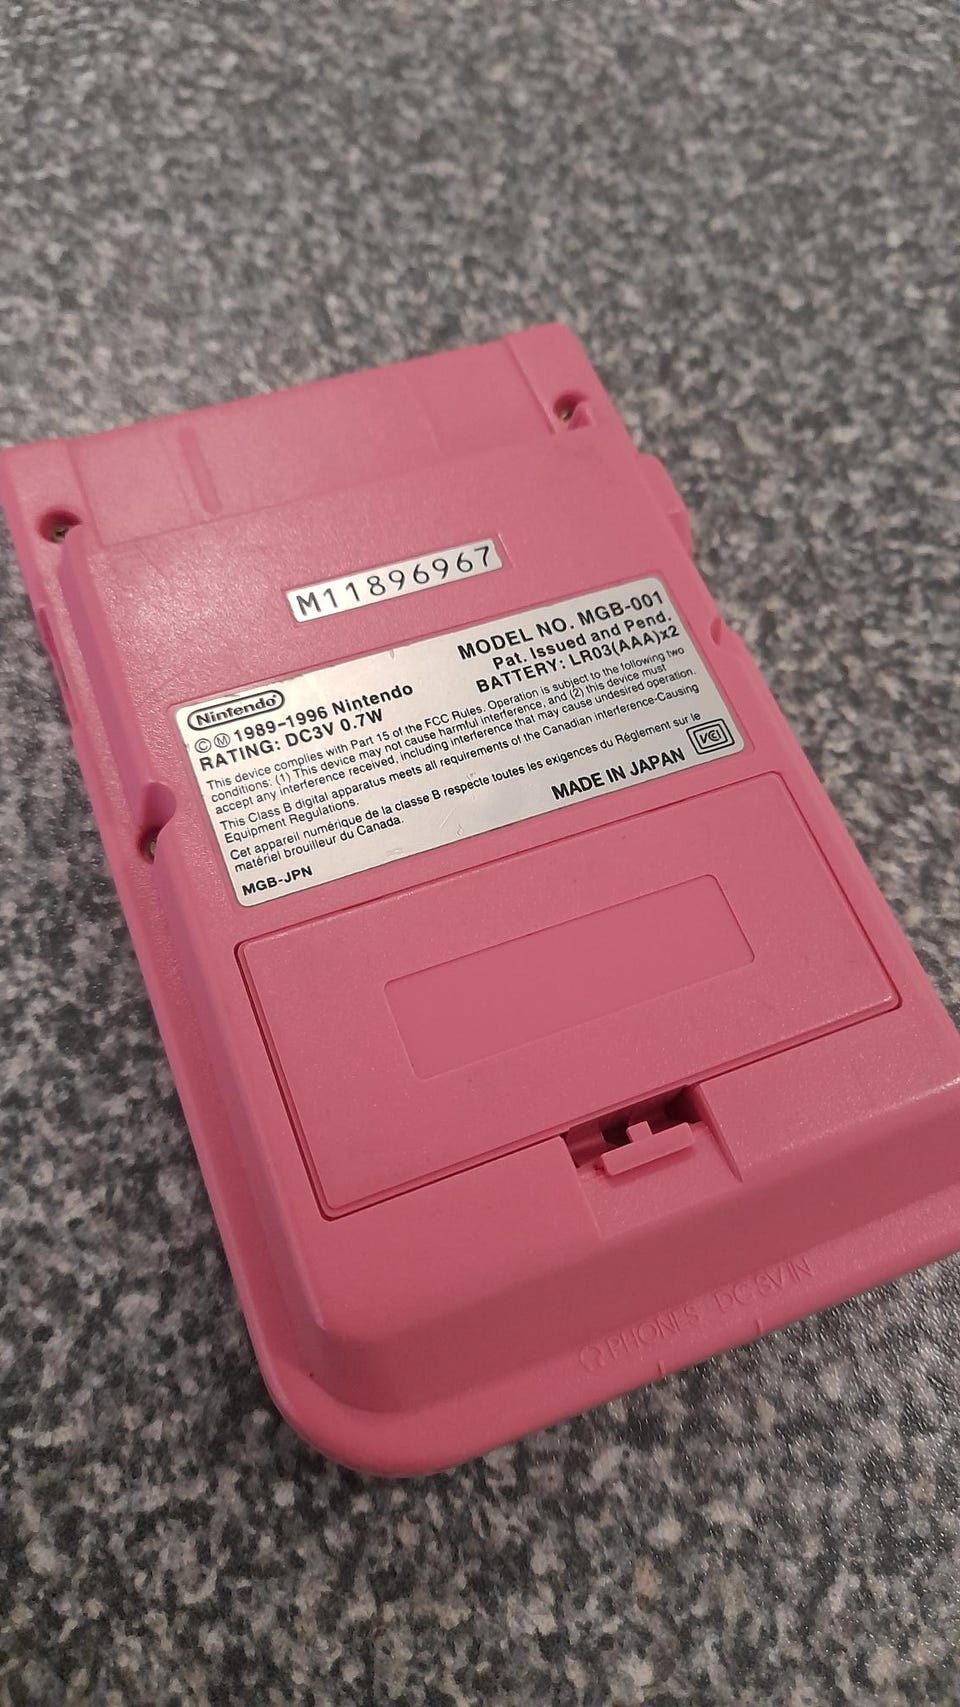 M11896967
Nintendo
MODEL NO. MGB-001
Pat. Issued and Pend.
©Ⓜ 1989-1996 Nintendo
BATTERY: LR03(AAA)x2
RATING: DC3V 0.7W
This device complies with Part 15 of the FCC Rules. Operation is subject to the following two
conditions: (1) This device may not cause harmful interference, and (2) this device must
accept any interference received, including interference that may cause undesired operation.
This Class B digital apparatus meets all requirements of the Canadian Interference-Causing
Equipment Regulations.
Cet appareil numérique de la classe B respecte toutes les exigences du Règlement sur le
matériel brouilleur du Canada.
MADE IN JAPAN
VCI
MGB-JPN
PHONES DC3V IN